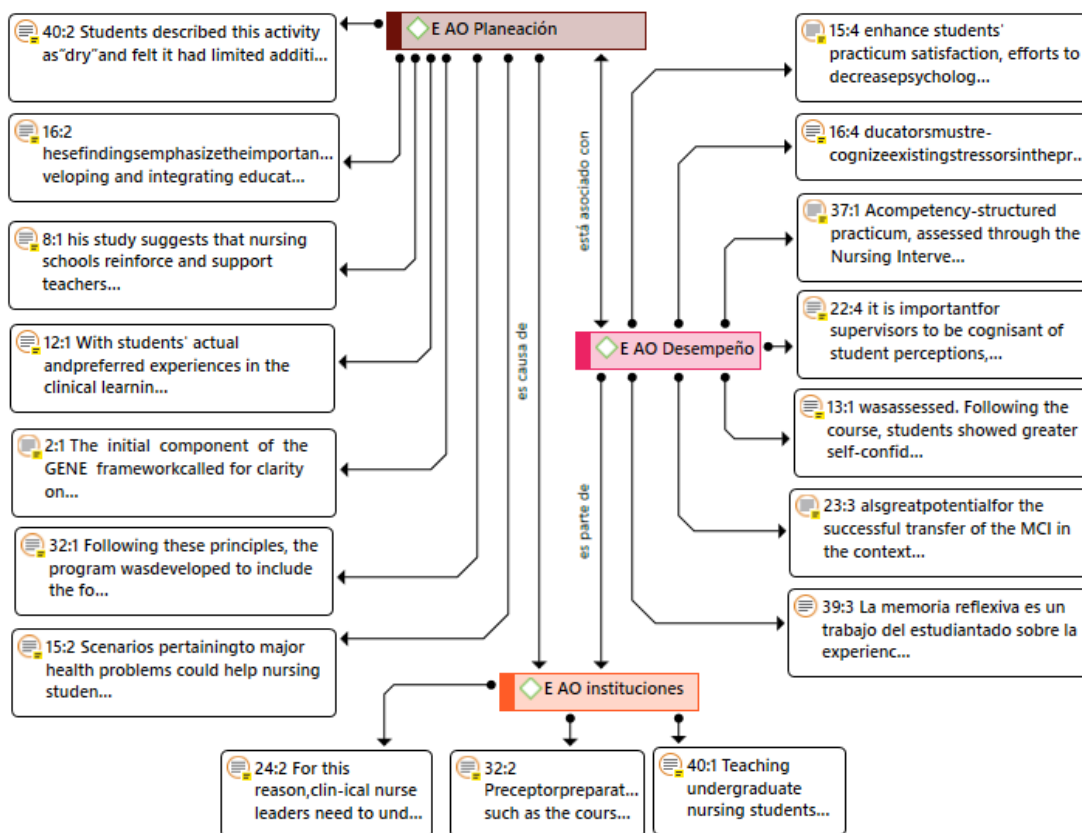 E AO Planeación
40:2 Students described this activity
as“dry”and felt it had limited additi...
16:2
hesefindingsemphasizetheimportan...
veloping and integrating educat...
8:1 his study suggests that nursing
schools reinforce and support
teachers...
12:1 With students’ actual
andpreferred experiences in the
clinical learnin...
2:1 The initial component of the
GENE frameworkcalled for clarity
on...
32:1 Following these principles, the
program wasdeveloped to include
the fo...
15:2 Scenarios pertainingto major
health problems could help nursing
studen...
está asociado con
es causa de
es parte de
E AO Desempeño
15:4 enhance students’
practicum satisfaction, efforts to
decreasepsycholog...
16:4 ducatorsmustre-
cognizeexistingstressorsinthepr...
37:1 Acompetency-structured
practicum, assessed through the
Nursing Interve...
22:4 it is importantfor
supervisors to be cognisant of
student perceptions,...
13:1 wasassessed. Following the
course, students showed greater
self-confid...
23:3 alsgreatpotentialfor the
successful transfer of the MCI in
the context...
39:3 La memoria reflexiva es un
trabajo del estudiantado sobre la
experienc...
E AO instituciones
24:2 For this
reason,clin-ical nurse
leaders need to und...
32:2
Preceptorpreparat...
such as the cours...
40:1 Teaching
undergraduate
nursing students...